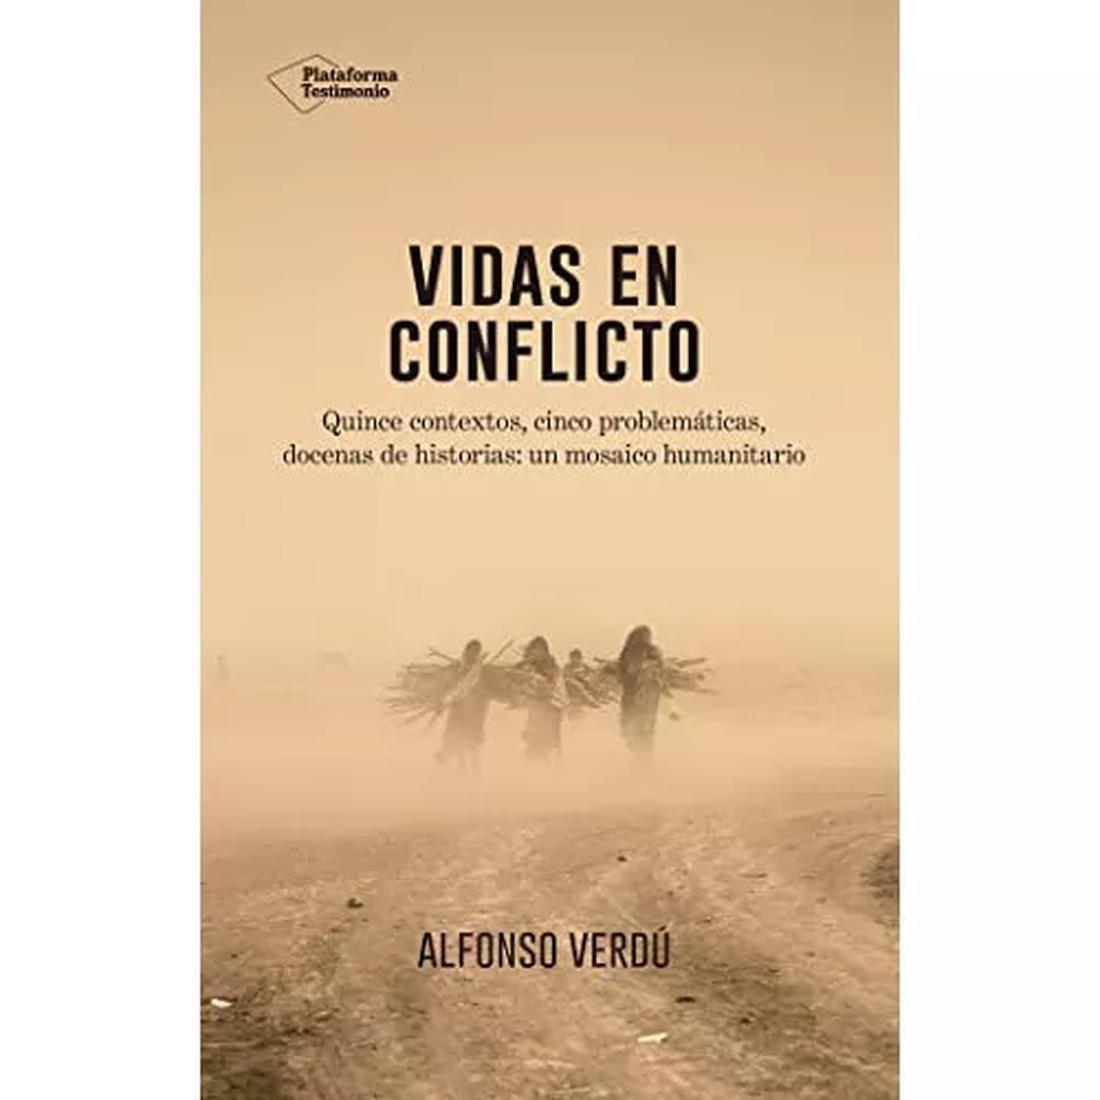 Plataforma
Testimonio
VIDAS EN
CONFLICTO
Quince contextos, cinco problemáticas,
docenas de historias: un mosaico humanitario
ALFONSO VERDÚ